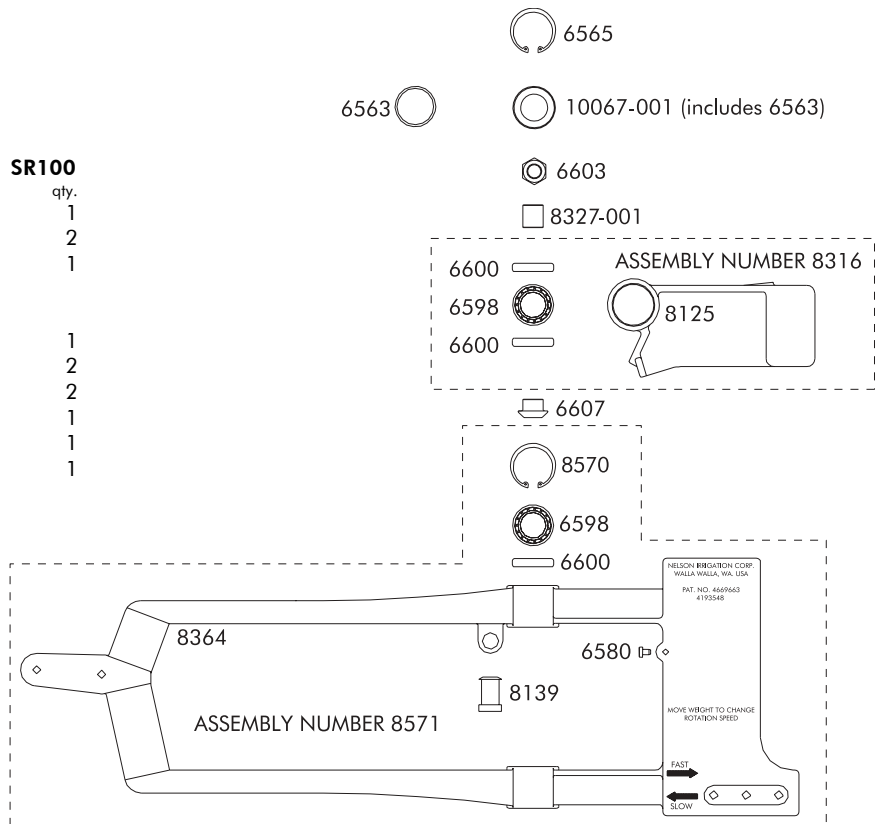 6565
6563
10067-001 (includes 6563)
SR100
qty.
1
2
1
1
2
2
1
1
1
6603
8327-001
ASSEMBLY NUMBER 8316
6600
6598
6600
8125
6607
8570
6598
6600
NELSON IRRIGATION CORP.
WALLA WALLA, WA. USA
PAT. NO. 4669663
4193548
8364
6580
8139
ASSEMBLY NUMBER 8571
MOVE WEIGHT TO CHANGE
ROTATION SPEED
FAST
SLOW